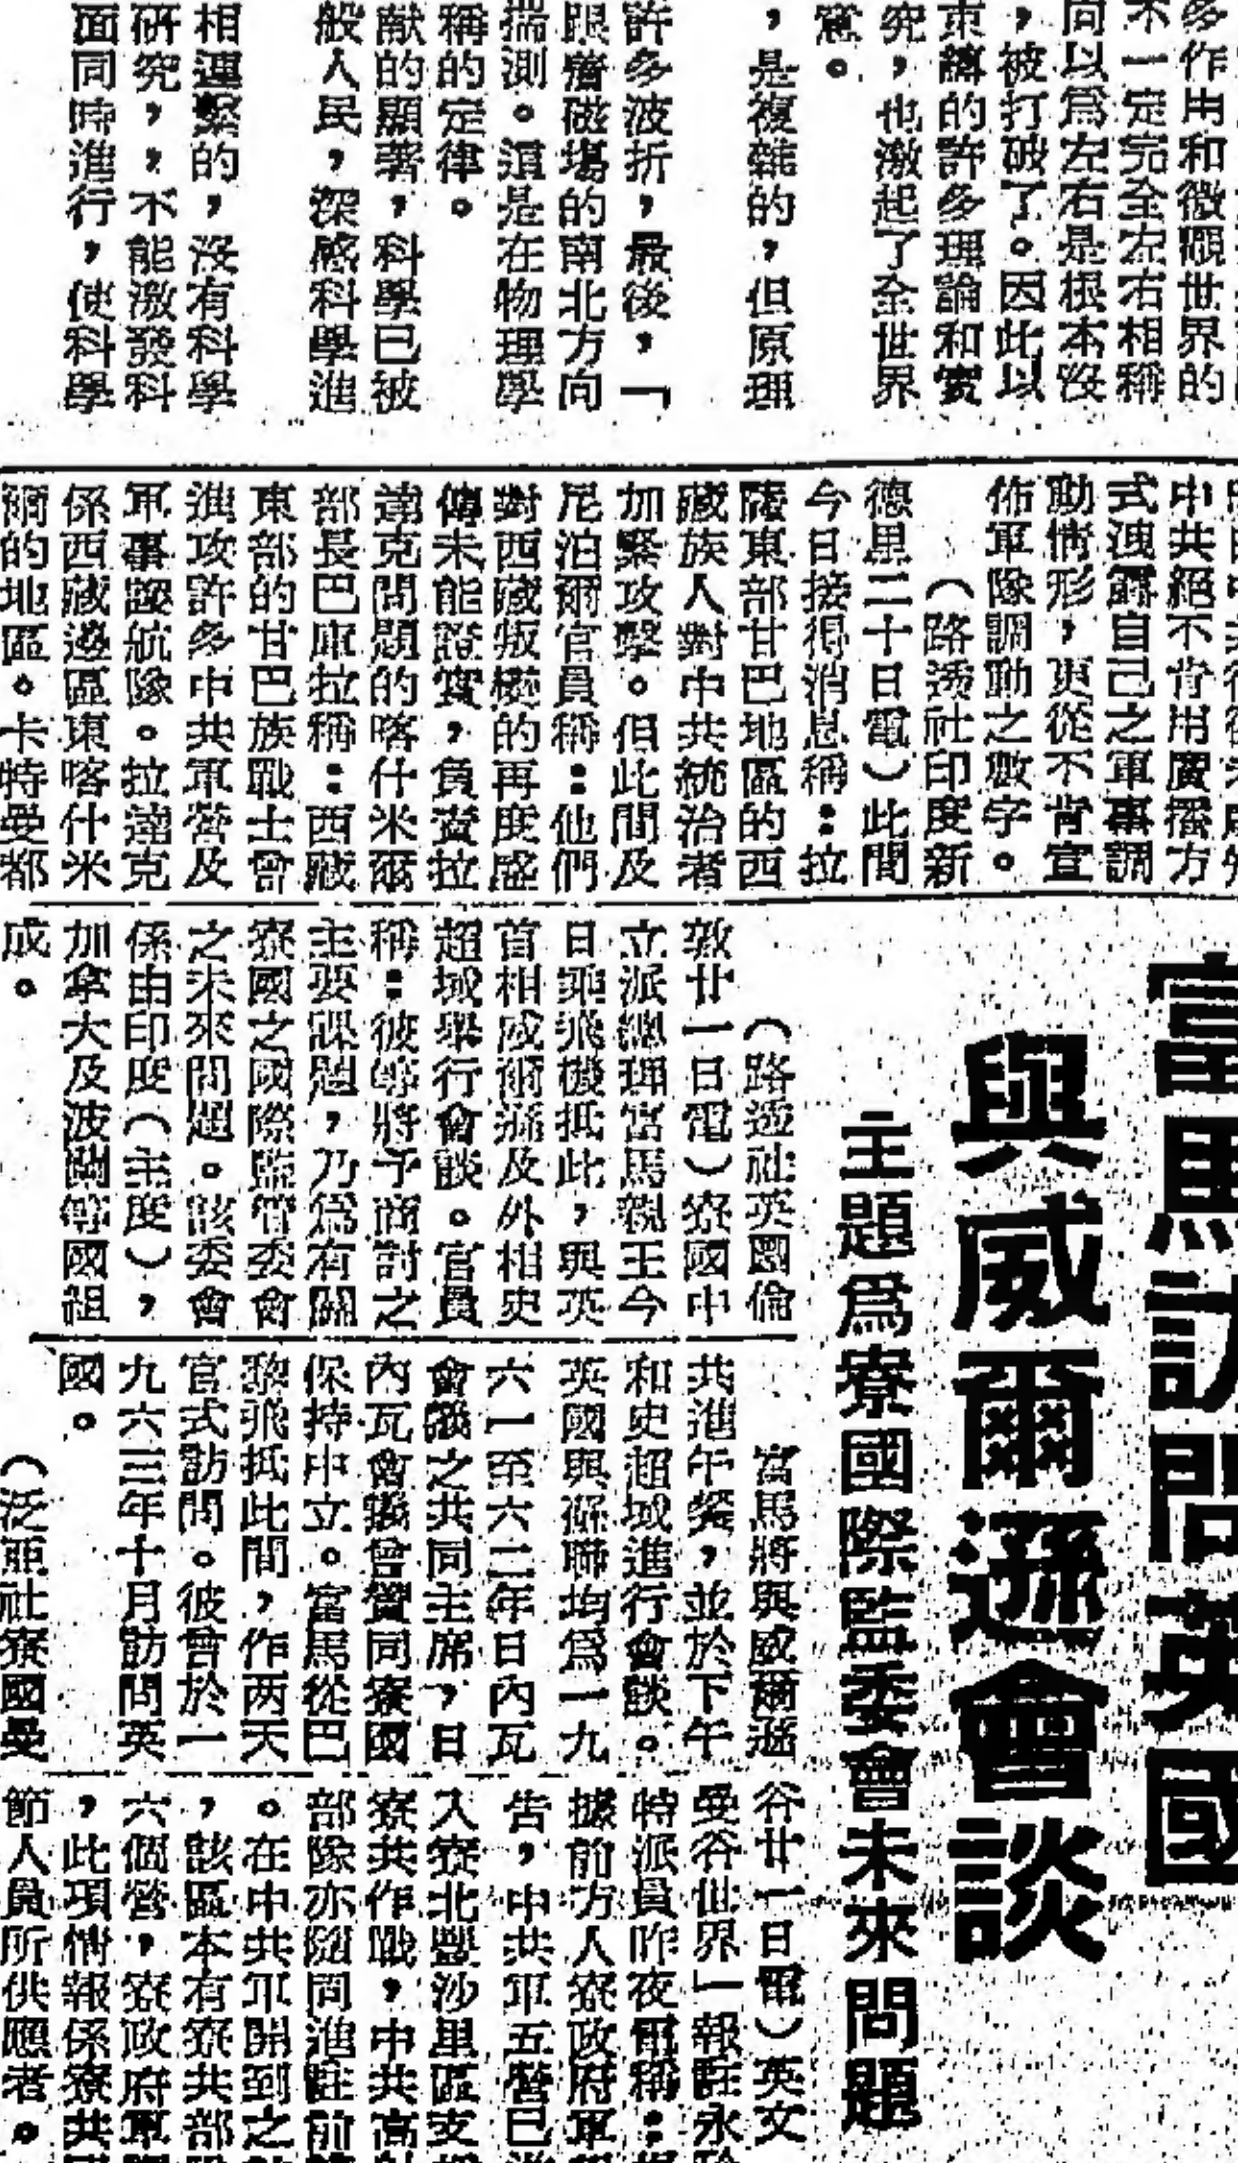 多作用和微觀世界的
不一定完全左右相稱
向以爲左右是根本沒
，被打破了。因此以
來講的許多理論和實
究，也激起了全世界
意。
，是複雜的，但原理
許多波折，最後，「
跟着磁場的南北方向
揣測。這是在物理學
稱的定律。
献的顯著，科學已被
般人民，深感科學進
相連繫的，沒有科學
研究，，不能激發科
面同時進行，使科學
中共絕不肯用廣播方
式洩露自己之軍事調
動情形，更從不肯宣
佈軍隊調動之數字。
（路透社印度新
德里二十日電）此間
今日接得消息稱：拉
薩東部甘巴地區的西
藏族人對中共統治者
加緊攻擊。但此間及
尼泊爾官員稱：他們
對西藏叛變的再度盛
傳未能證實，負責拉
達克問題的喀什米爾
部長巴庫拉稱：西藏
東部的甘巴族戰士曾
進攻許多中共軍營及
軍事護航隊。拉達克
係西藏邊區東喀什米
爾的地區。卡特曼都
富馬訪問英國
與威爾遜會談
主題爲寮國際監委會未來問題
（路透社英國倫
敦廿一日電）寮國中
立派總理富馬親王今
日乘飛機抵此，與英
首相威爾遜及外相史
超域舉行會談。官員
稱：彼等將予商討之
主要課題，乃爲有關
寮國之國際監管委會
之未來問題。該委會
係由印度（主度），
加拿大及波蘭等國組
成。
富馬將與威爾遜
共進午餐，並於下午
和史超域進行會談。
英國與蘇聯均爲一九
六一至六二年日內瓦
會議之共同主席，日
內瓦會議曾贊同寮國
保持中立。富馬從巴
黎飛抵此間，作两天
官式訪問。彼曾於一
九六三年十月訪問英
國。
（泛亞社寮國曼
谷廿一日電）英文
曼谷世界一報駐永
特派員昨夜電稱：
據前方人寮政府軍
告，中共軍五營已
入寮北豐沙里區支
寮共作戰，中共高
部隊亦隨同進駐前
。在中共軍開到之
，該區本有寮共部
六個營，寮政府軍
，此項情報係寮共
節人員所供應者。